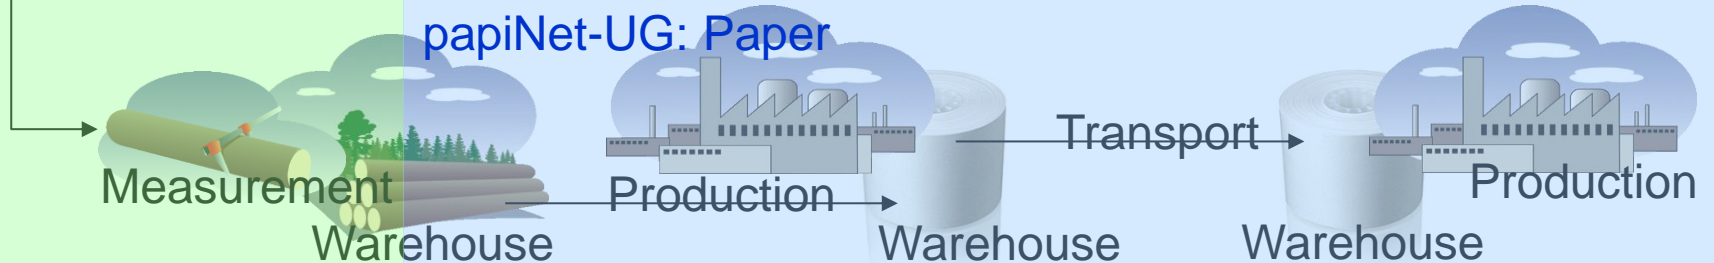 papiNet-UG: Paper
Transport
Measurement
Production
Production
Warehouse
Warehouse
Warehouse